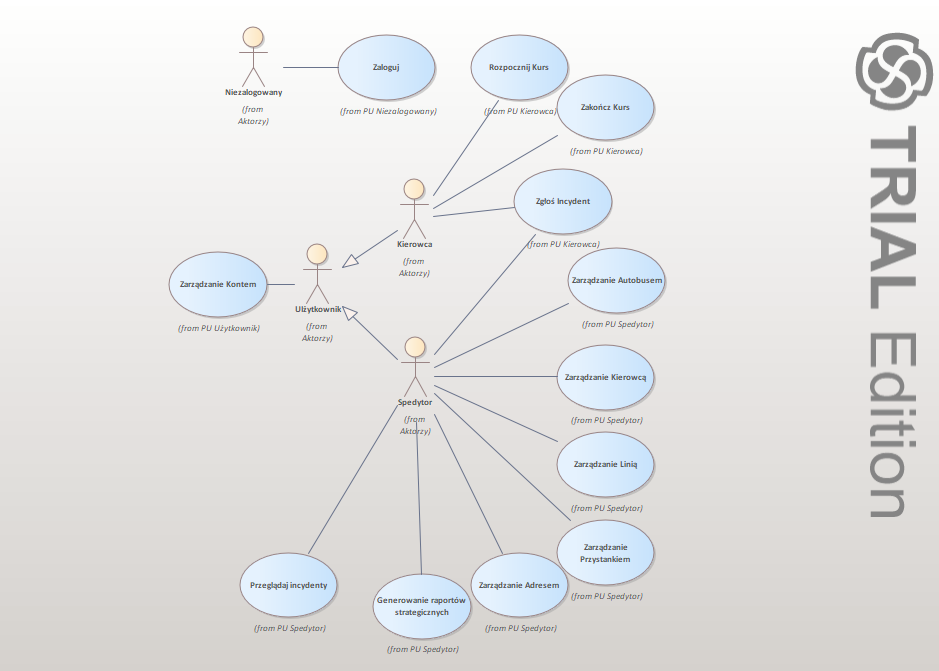 Niezalogowany
(from
Aktorzy)
Zaloguj
(from PU Niezalogowany)
Rozpocznij Kurs
(from PU Kierowca)
Zakończ Kurs
(from PU Kierowca)
Kierowca
(from
Aktorzy)
Zgłoś Incydent
(from PU Kierowca)
Zarządzanie Kontem
(from PU Użytkownik)
Użytkownik
(from
Aktorzy)
Zarządzanie Autobusem
(from PU Spedytor)
Spedytor
(from
Aktorzy)
Zarządzanie Kierowcą
(from PU Spedytor)
Zarządzanie Linią
(from PU Spedytor)
Zarządzanie
Przystankiem
(from PU Spedytor)
Przeglądaj incydenty
(from PU Spedytor)
Generowanie raportów
strategicznych
(from PU Spedytor)
Zarządzanie Adresem
(from PU Spedytor)
TRIAL Edition